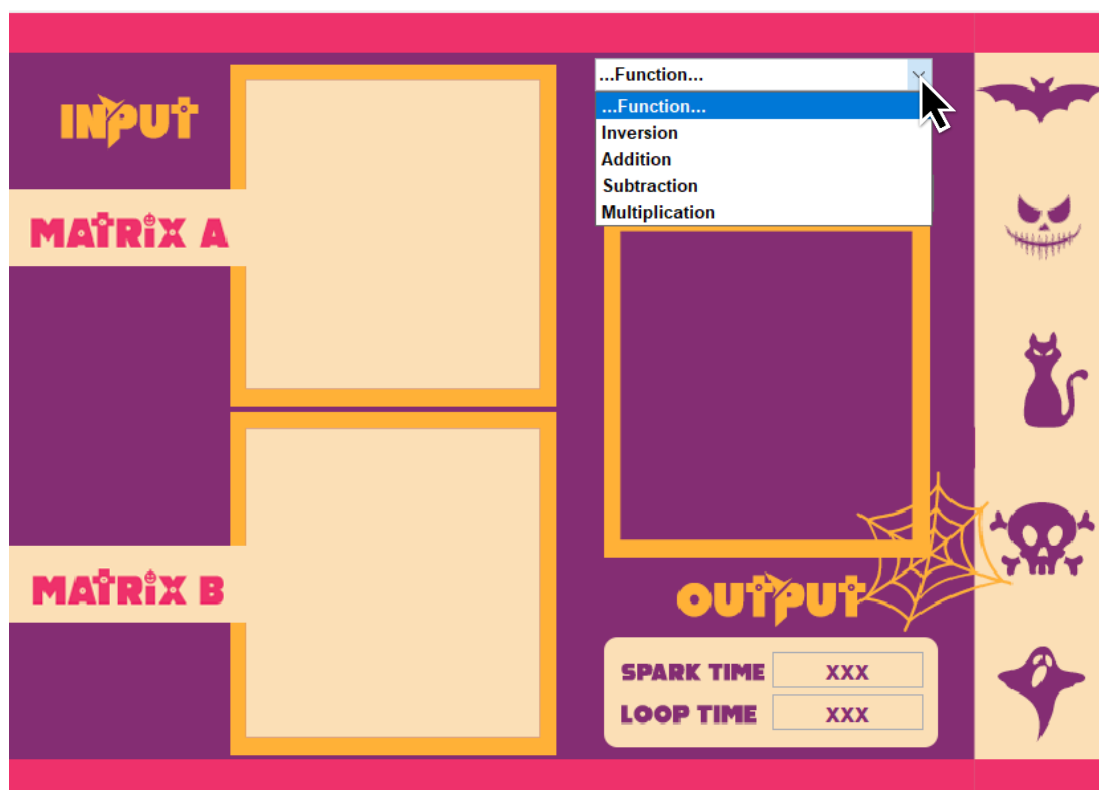 INPUT
MATRIX A
MATRIX B
...Function...
...Function...
Inversion
Addition
Subtraction
Multiplication
OUTPUT
SPARK TIME XXX
LOOP TIME XXX